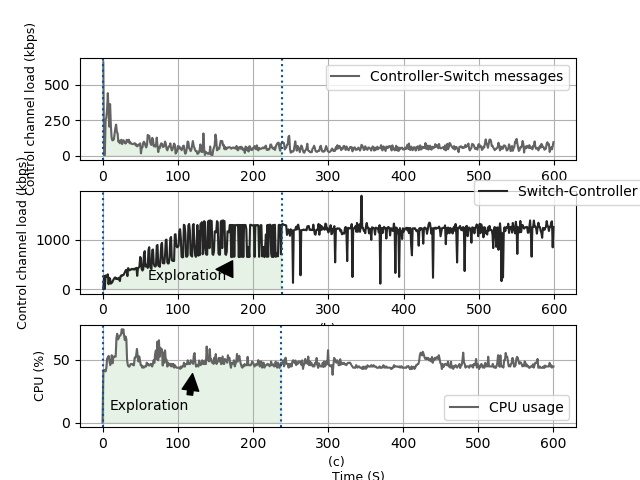 Control channel load (kbps)
500
250
0
Controller-Switch messages
0 100 200 300 400 500 600
Control channel load (kbps)
1000
0
Switch-Controller
Exploration
0 100 200 300 400 500 600
CPU (%)
50
0
Exploration
CPU usage
0 100 200 300 400 500 600
(c)
Time (S)